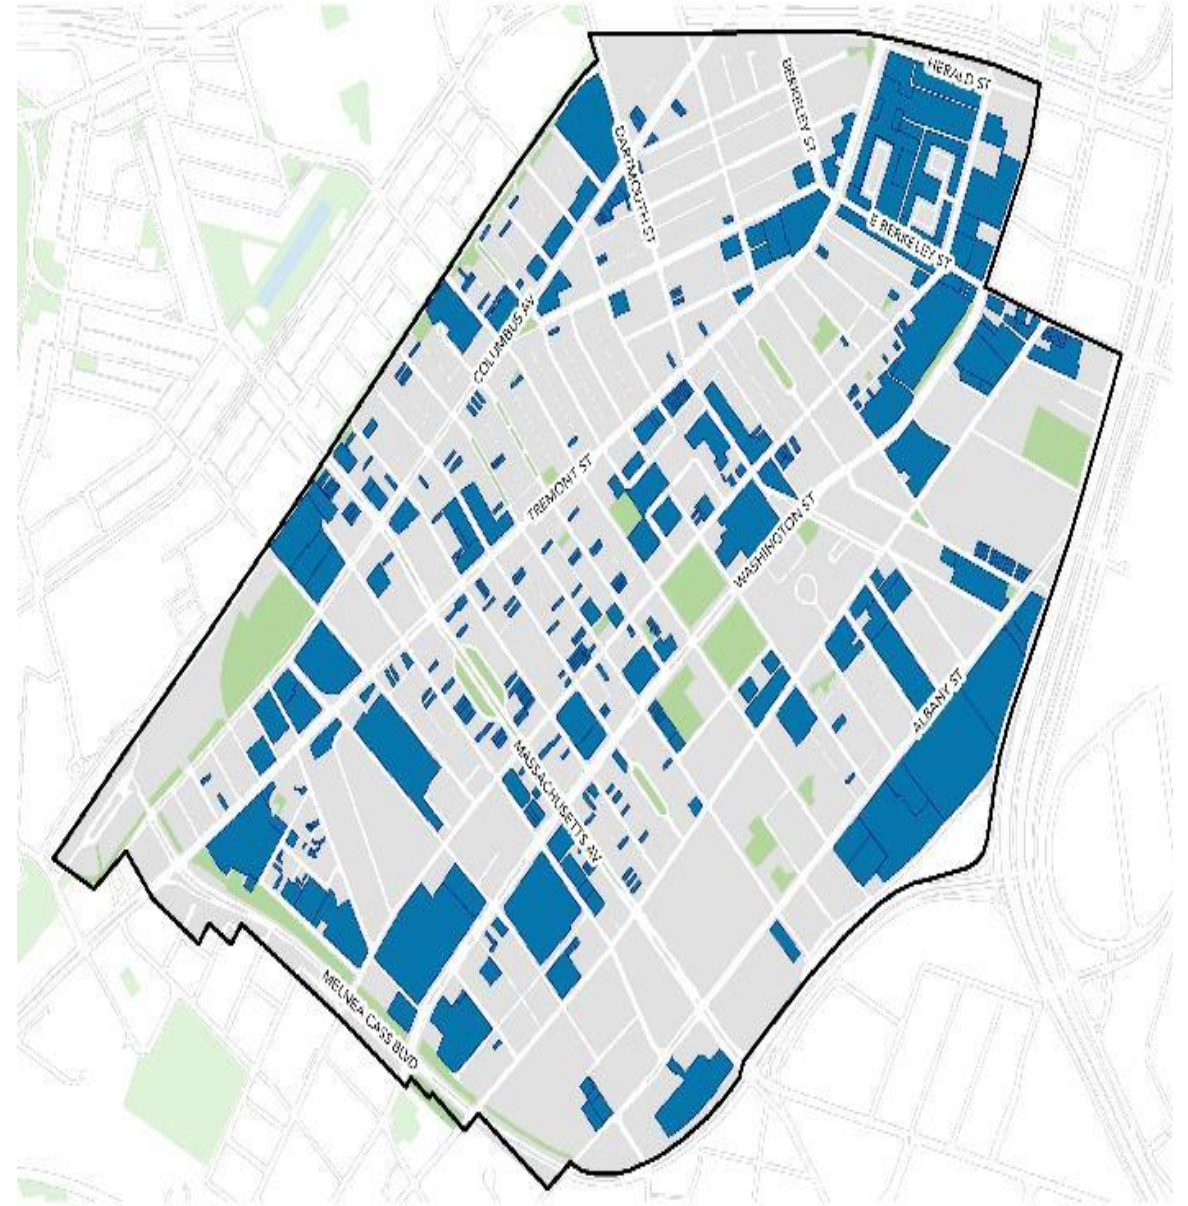 HERALD ST
BERKELEY ST
DARTMOUTH ST
E BERKELEY ST
COLUMBUS AV
TREMONT ST
WASHINGTON ST
ALBANY ST
MASSACHUSETTS AV
MELNEA CASS BLVD